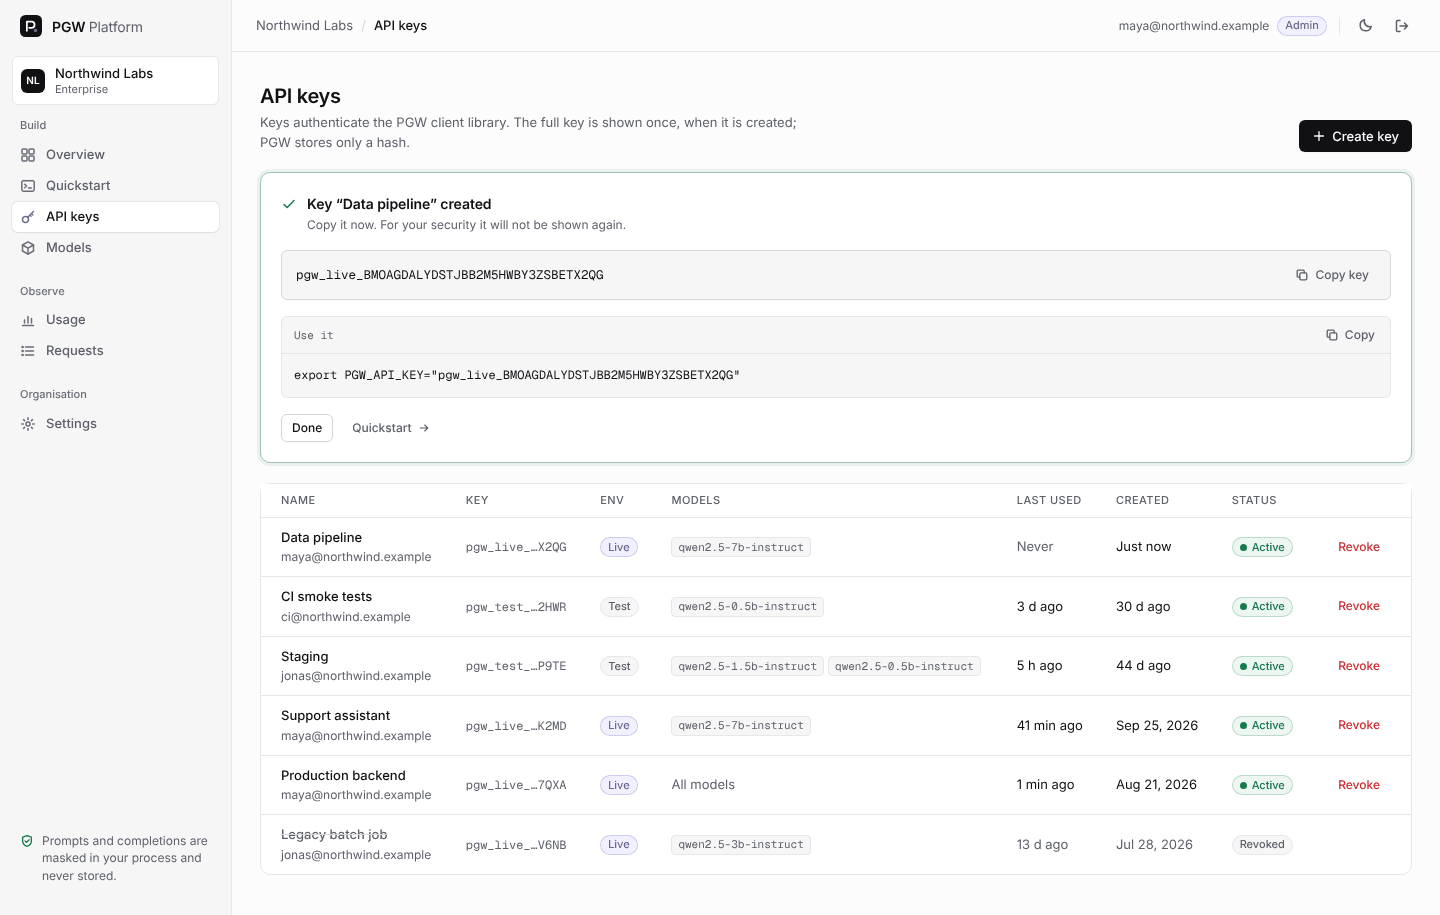 PGW Platform
NL
Northwind Labs
Enterprise
Build
Overview
Quickstart
API keys
Models
Observe
Usage
Requests
Organisation
Settings
Prompts and completions are
masked in your process and
never stored.
Northwind Labs / API keys
maya@northwind.example Admin
API keys
Keys authenticate the PGW client library. The full key is shown once, when it is created;
PGW stores only a hash.
Create key
Key “Data pipeline” created
Copy it now. For your security it will not be shown again.
pgw_live_BMOAGDALYDSTJBB2M5HWBY3ZSBETX2QG Copy key
Use it Copy
export PGW_API_KEY="pgw_live_BMOAGDALYDSTJBB2M5HWBY3ZSBETX2QG"
Done Quickstart →
NAME KEY ENV MODELS LAST USED CREATED STATUS
Data pipeline
maya@northwind.example
pgw_live_…X2QG Live qwen2.5-7b-instruct Never Just now Active Revoke
CI smoke tests
ci@northwind.example
pgw_test_…2HWR Test qwen2.5-0.5b-instruct 3 d ago 30 d ago Active Revoke
Staging
jonas@northwind.example
pgw_test_…P9TE Test qwen2.5-1.5b-instruct qwen2.5-0.5b-instruct 5 h ago 44 d ago Active Revoke
Support assistant
maya@northwind.example
pgw_live_…K2MD Live qwen2.5-7b-instruct 41 min ago Sep 25, 2026 Active Revoke
Production backend
maya@northwind.example
pgw_live_…7QXA Live All models 1 min ago Aug 21, 2026 Active Revoke
Legacy batch job
jonas@northwind.example
pgw_live_…V6NB Live qwen2.5-3b-instruct 13 d ago Jul 28, 2026 Revoked